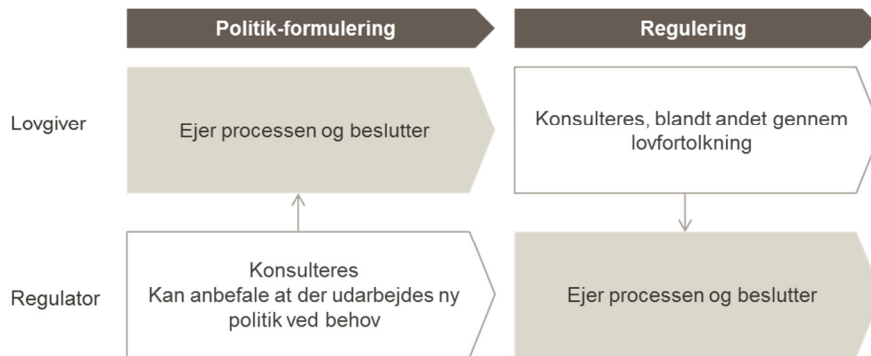 Politik-formulering
Regulering
Lovgiver
Ejer processen og beslutter
Konsulteres, blandt andet gennem
lovfortolkning
Regulator
Konsulteres
Kan anbefale at der udarbejdes ny
politik ved behov
Ejer processen og beslutter